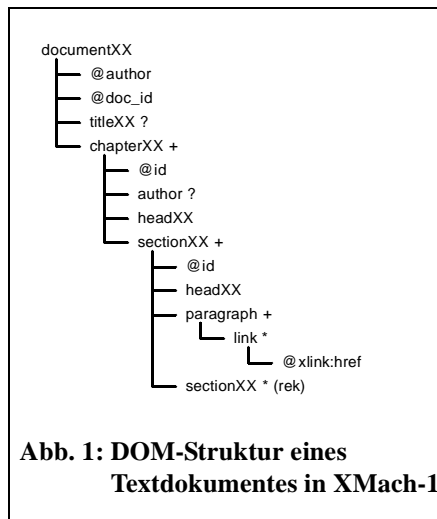 documentXX
@author
@doc_id
titleXX ?
chapterXX +
@id
author ?
headXX
sectionXX +
@id
headXX
paragraph +
link *
@xlink:href
sectionXX * (rek)
Abb. 1: DOM-Struktur eines
Textdokumentes in XMach-1